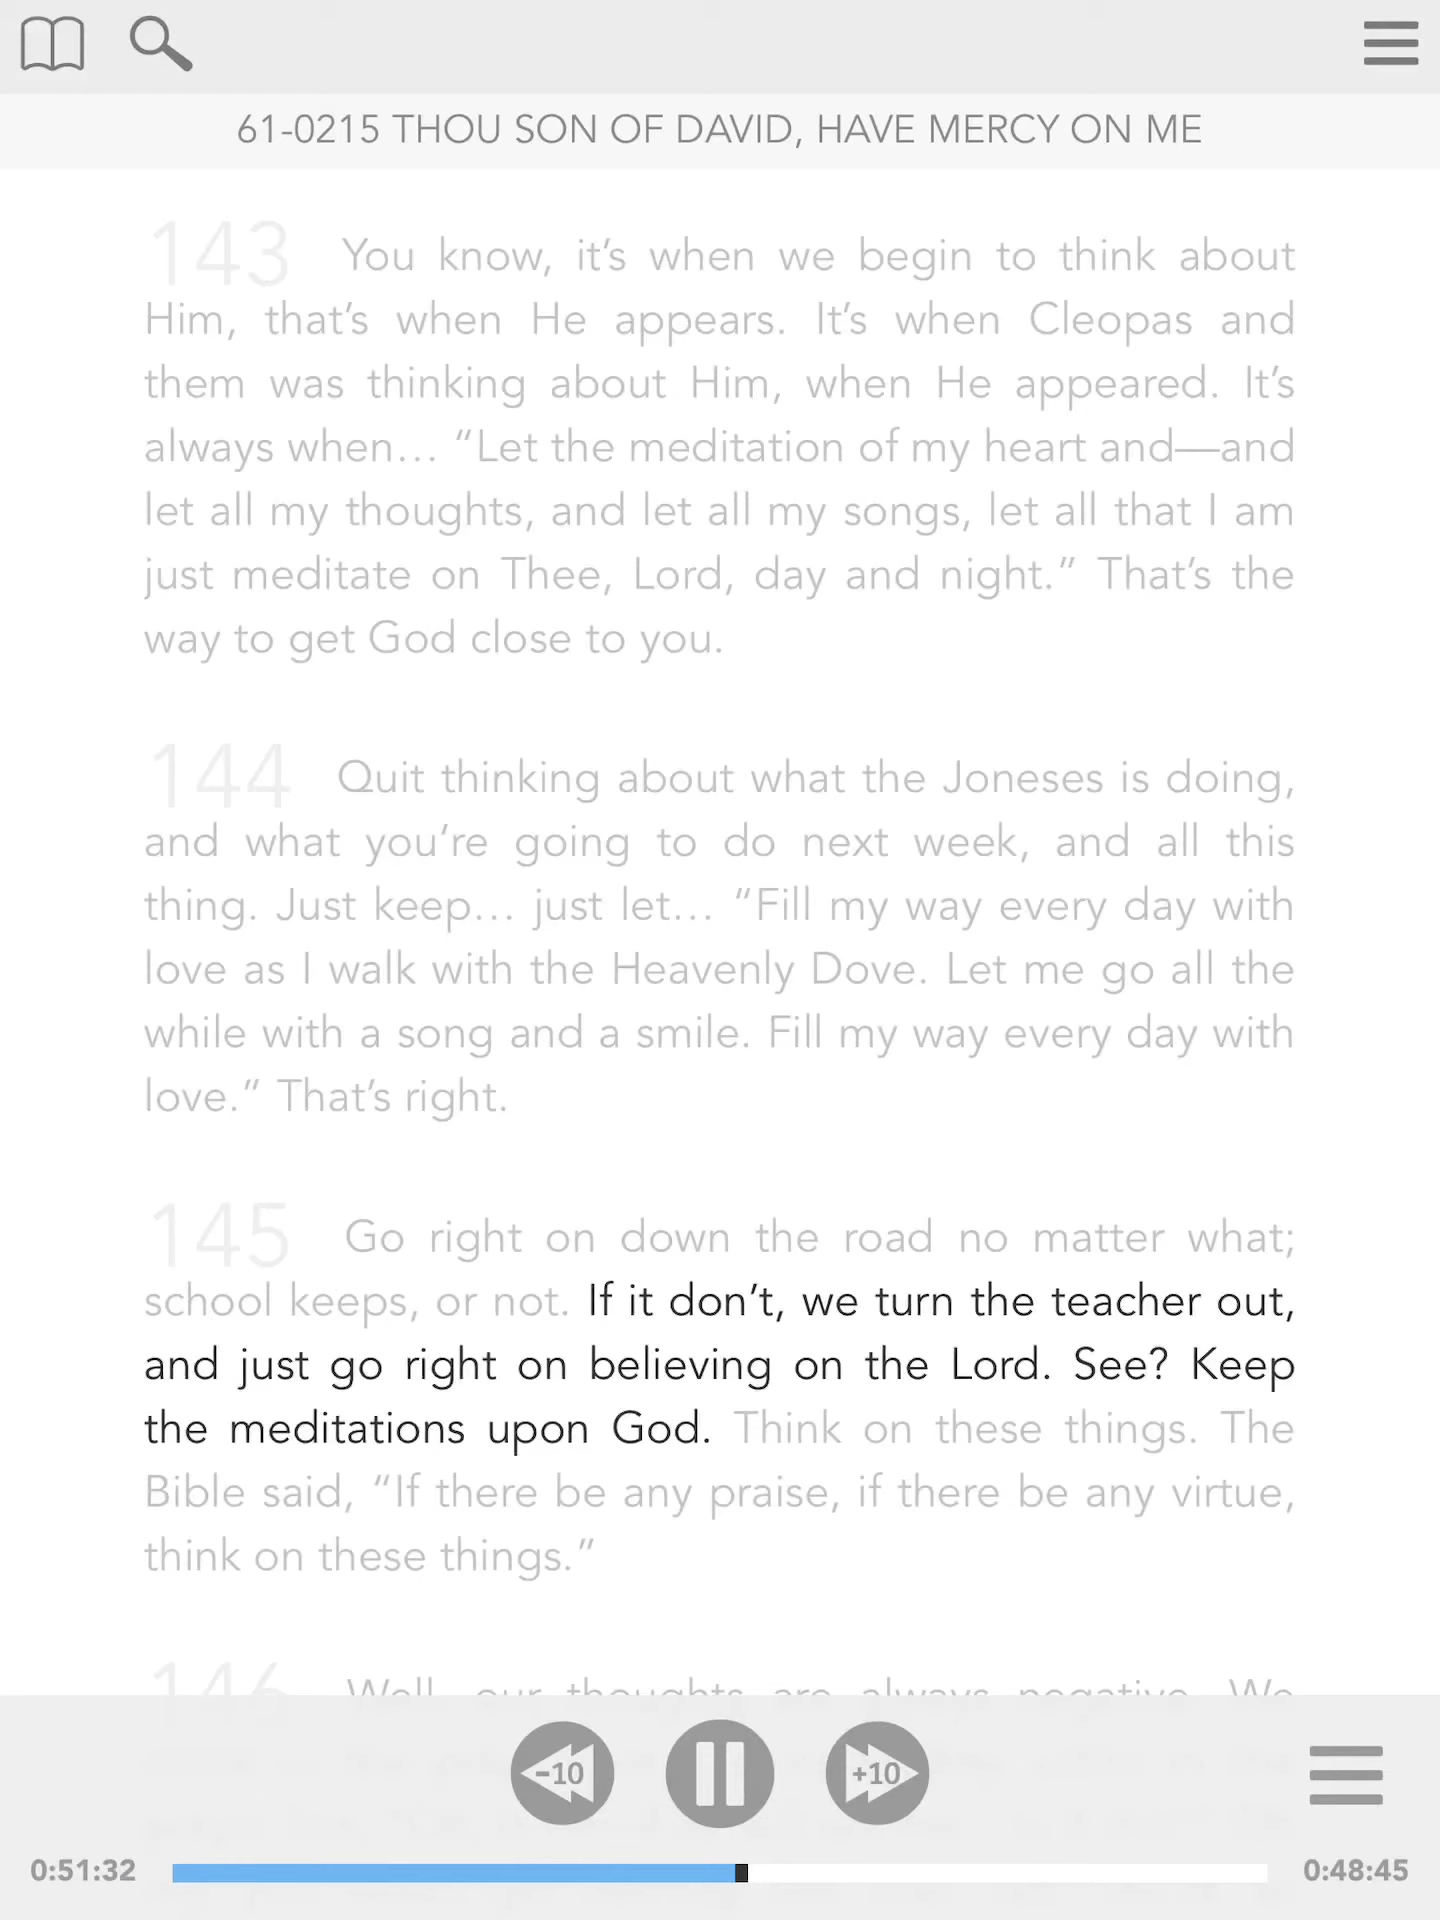 61-0215 THOU SON OF DAVID, HAVE MERCY ON ME
143 You know, it’s when we begin to think about
Him, that’s when He appears. It’s when Cleopas and
them was thinking about Him, when He appeared. It’s
always when… “Let the meditation of my heart and—and
let all my thoughts, and let all my songs, let all that I am
just meditate on Thee, Lord, day and night.” That’s the
way to get God close to you.
144 Quit thinking about what the Joneses is doing,
and what you’re going to do next week, and all this
thing. Just keep… just let… “Fill my way every day with
love as I walk with the Heavenly Dove. Let me go all the
while with a song and a smile. Fill my way every day with
love.” That’s right.
145 Go right on down the road no matter what;
school keeps, or not. If it don’t, we turn the teacher out,
and just go right on believing on the Lord. See? Keep
the meditations upon God. Think on these things. The
Bible said, “If there be any praise, if there be any virtue,
think on these things.”
146 Well, our thoughts are always negative. We
-10 +10
0:51:32 0:48:45